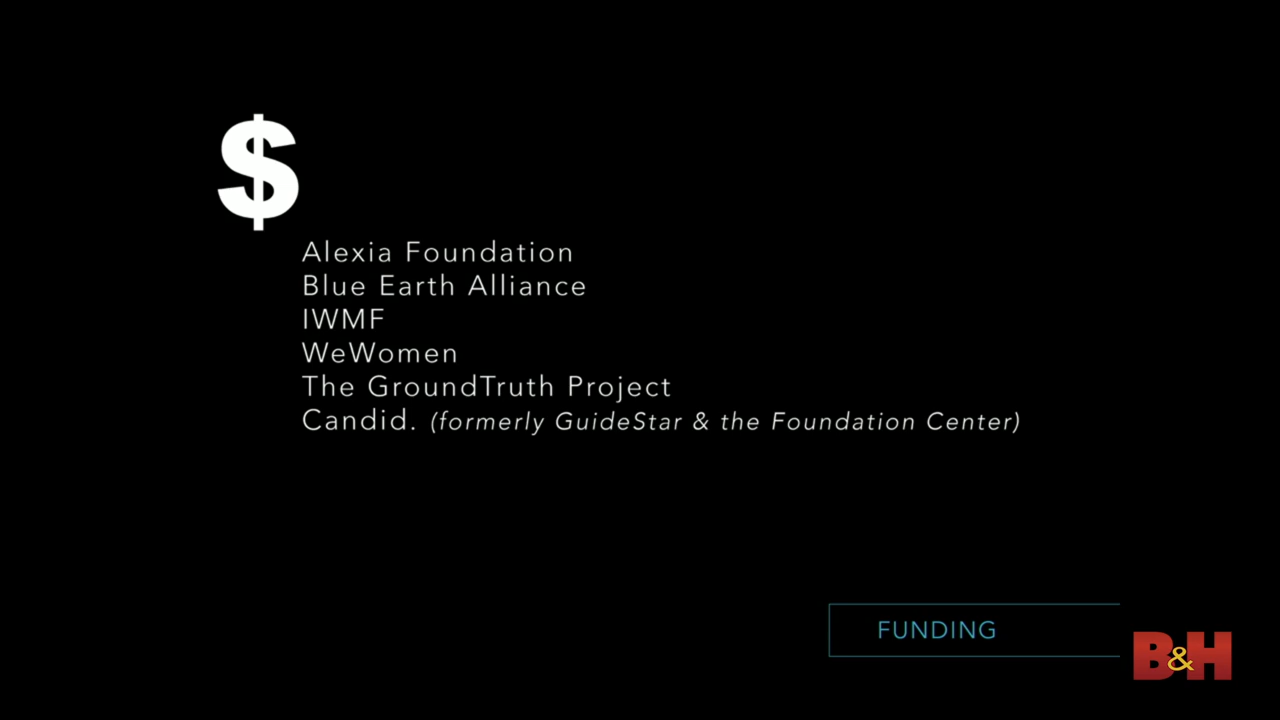 $
Alexia Foundation
Blue Earth Alliance
IWMF
WeWomen
The GroundTruth Project
Candid. (formerly GuideStar & the Foundation Center)
FUNDING
B&H